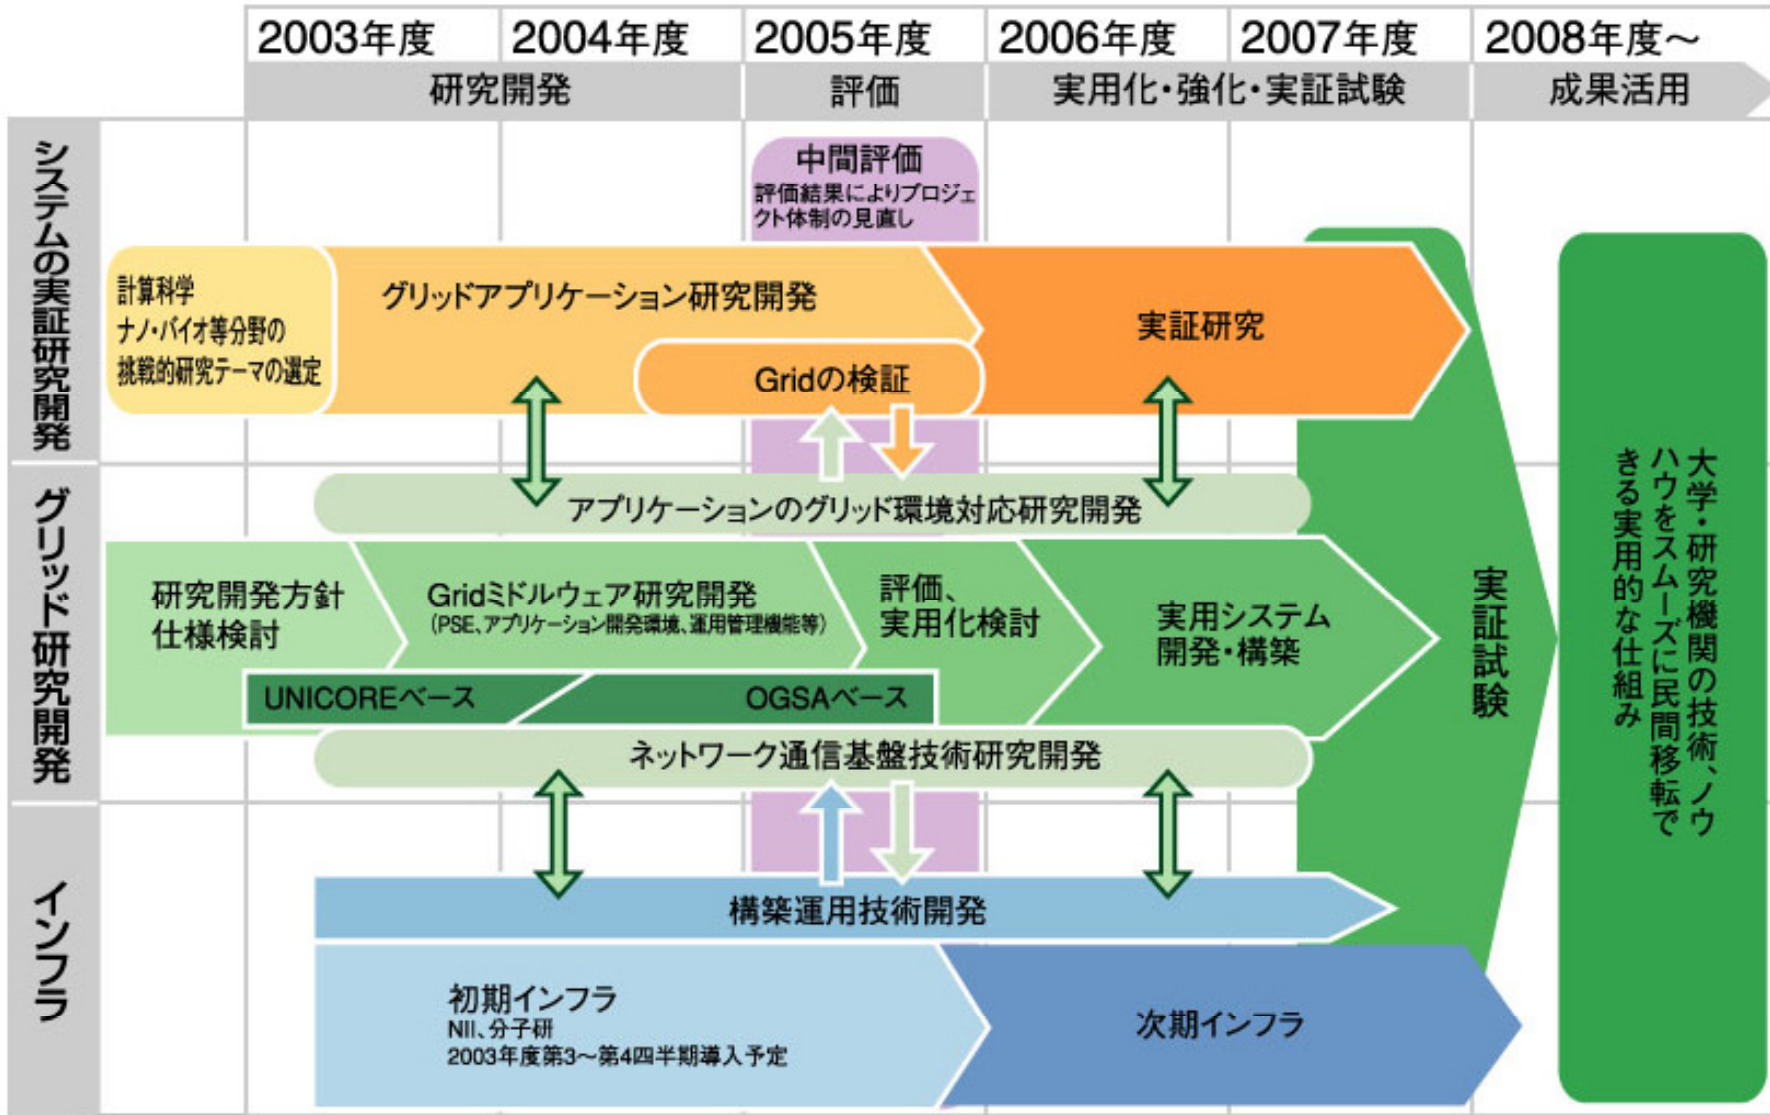 2003年度
2004年度
2005年度
2006年度
2007年度
2008年度～
研究開発
評価
実用化・強化・実証試験
成果活用
システムの実証研究開発
中間評価
評価結果によりプロジェ
クト体制の見直し
計算科学
ナノ・バイオ等分野の
挑戦的研究テーマの選定
グリッドアプリケーション研究開発
Gridの検証
実証研究
グリッド研究開発
アプリケーションのグリッド環境対応研究開発
研究開発方針
仕様検討
Gridミドルウェア研究開発
（PSE、アプリケーション開発環境、運用管理機能等）
評価、
実用化検討
実用システム
開発・構築
UNICOREベース
OGSAベース
ネットワーク通信基盤技術研究開発
実証試験
大学・研究機関の技術、ノウ
ハウをスムーズに民間移転で
きる実用的な仕組み
インフラ
構築運用技術開発
初期インフラ
NII、分子研
2003年度第3～第4四半期導入予定
次期インフラ